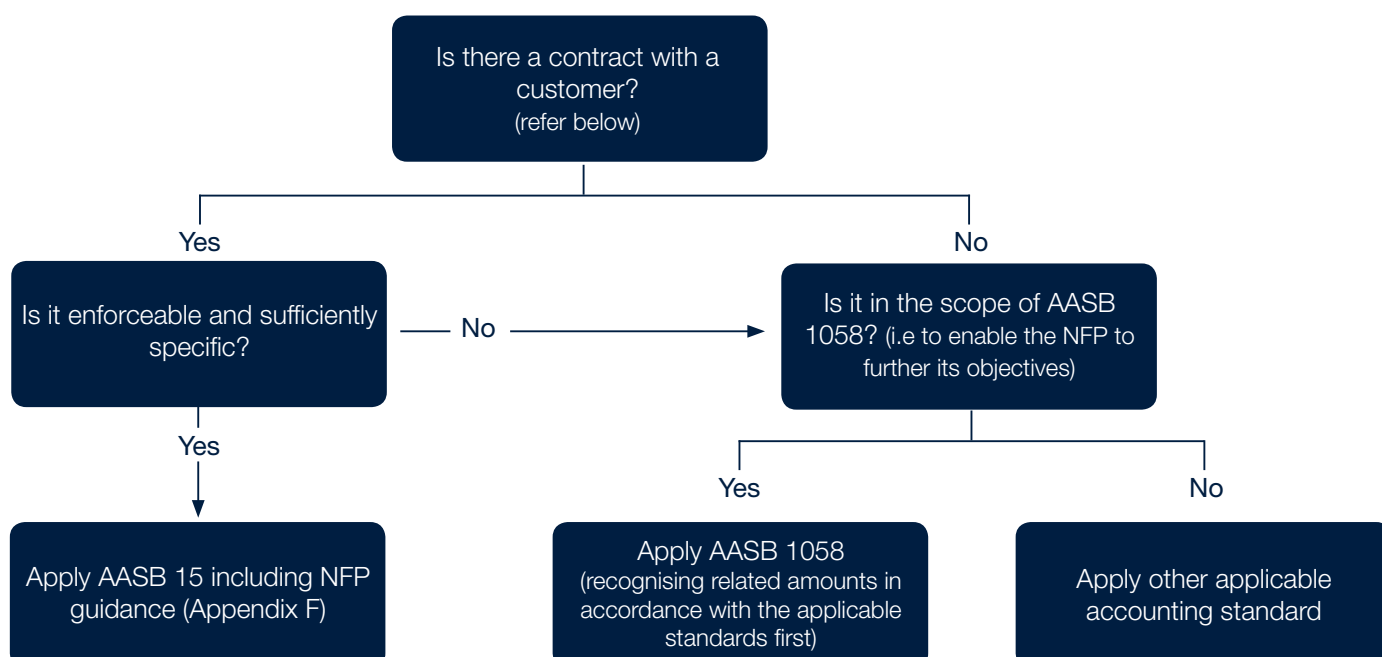 Is there a contract with a
customer?
(refer below)
Yes
No
Is it enforceable and sufficiently
specific?
No
Is it in the scope of AASB
1058? (i.e to enable the NFP to
further its objectives)
Yes
Yes
No
Apply AASB 15 including NFP
guidance (Appendix F)
Apply AASB 1058
(recognising related amounts in
accordance with the applicable
standards first)
Apply other applicable
accounting standard